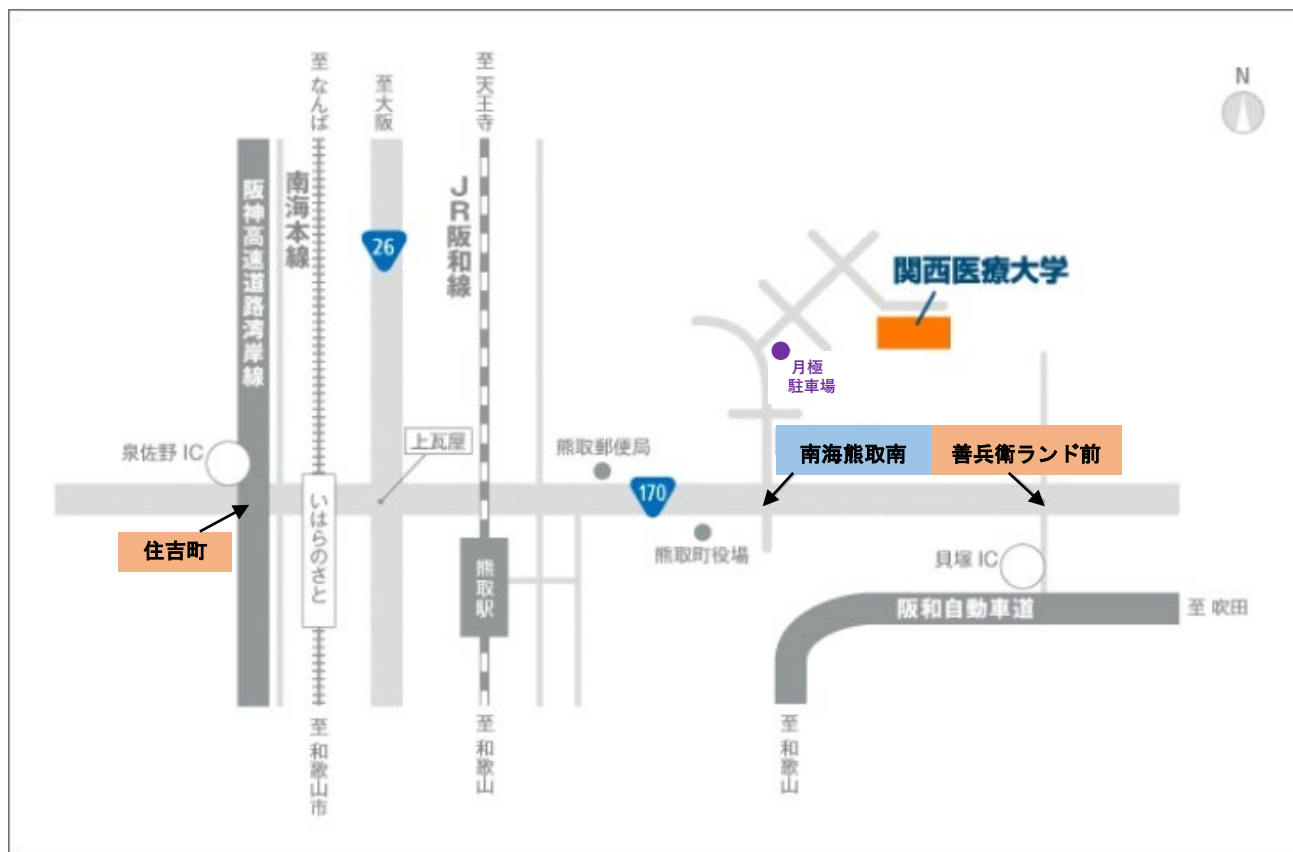 至 なんば
至 大阪
至 天王寺
N
阪神高速道路湾岸線
南海本線
26
JR阪和線
関西医療大学
月極
駐車場
泉佐野 IC
上瓦屋
熊取郵便局
南海熊取南
善兵衛ランド前
170
住吉町
いはらのさと
熊取駅
熊取町役場
貝塚 IC
阪和自動車道
至 吹田
至 和歌山市
至 和歌山
至 和歌山